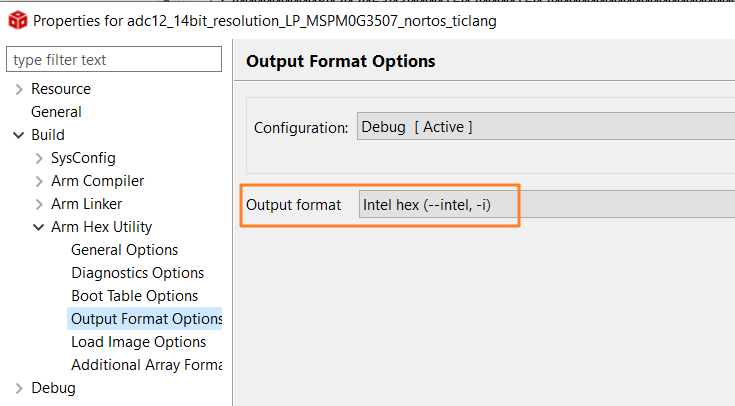 Properties for adc12_14bit_resolution_LP_MSPM0G3507_nortos_ticlang
type filter text
Resource
General
Build
SysConfig
Arm Compiler
Arm Linker
Arm Hex Utility
General Options
Diagnostics Options
Boot Table Options
Output Format Options
Load Image Options
Additional Array Forma
Debug
Output Format Options
Configuration: Debug [ Active ]
Output format Intel hex (--intel, -i)